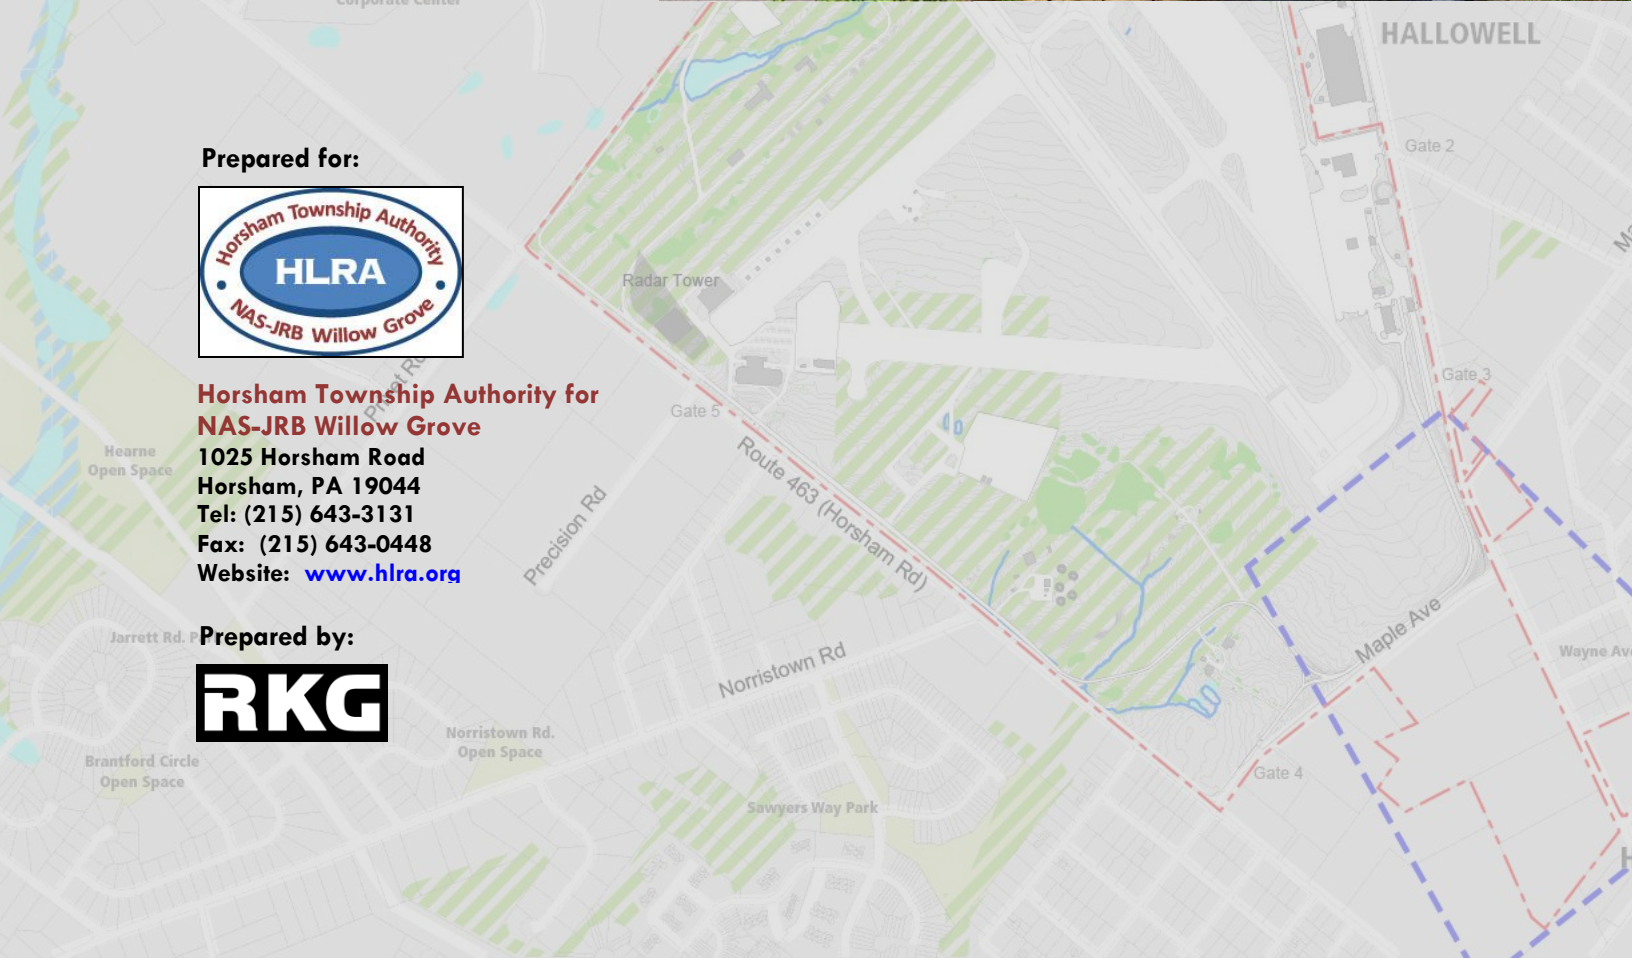 Corporate Center
HALLOWELL
Gate 2
Prepared for:
Horsham Township Authority
HLRA
NAS-JRB Willow Grove
Radar Tower
Gate 3
Gate 5
Horsham Township Authority for
NAS-JRB Willow Grove
1025 Horsham Road
Horsham, PA 19044
Tel: (215) 643-3131
Fax: (215) 643-0448
Website: www.hlra.org
Hearne
Open Space
Precision Rd
Route 463 (Horsham Rd)
Maple Ave
Jarrett Rd.
Prepared by:
RKG
Norristown Rd
Wayne Ave
Norristown Rd.
Open Space
Brantford Circle
Open Space
Gate 4
Sawyers Way Park